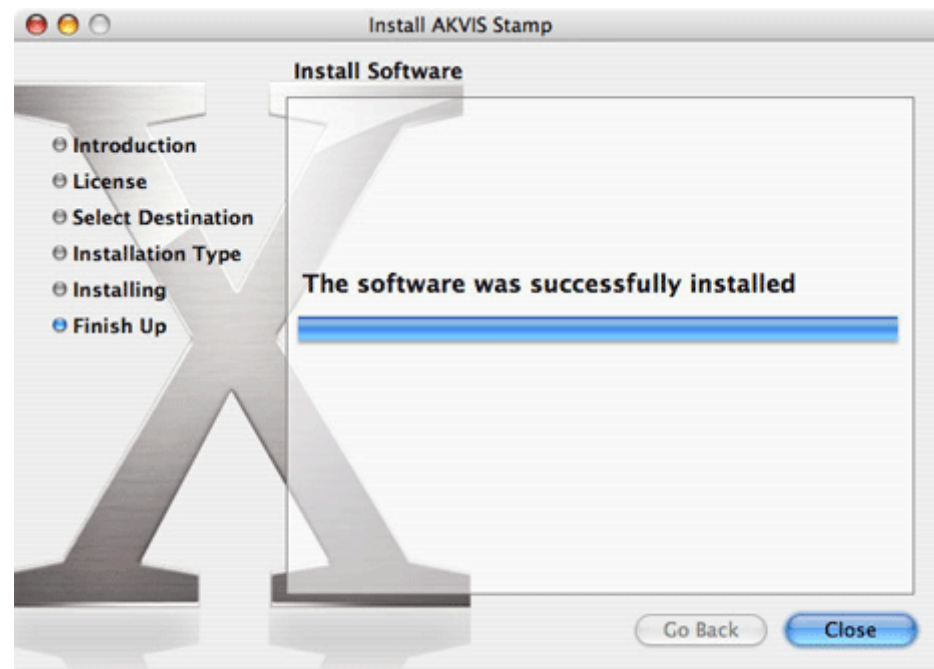 Install AKVIS Stamp
Install Software
Introduction
License
Select Destination
Installation Type
Installing
Finish Up
The software was successfully installed
Go Back
Close